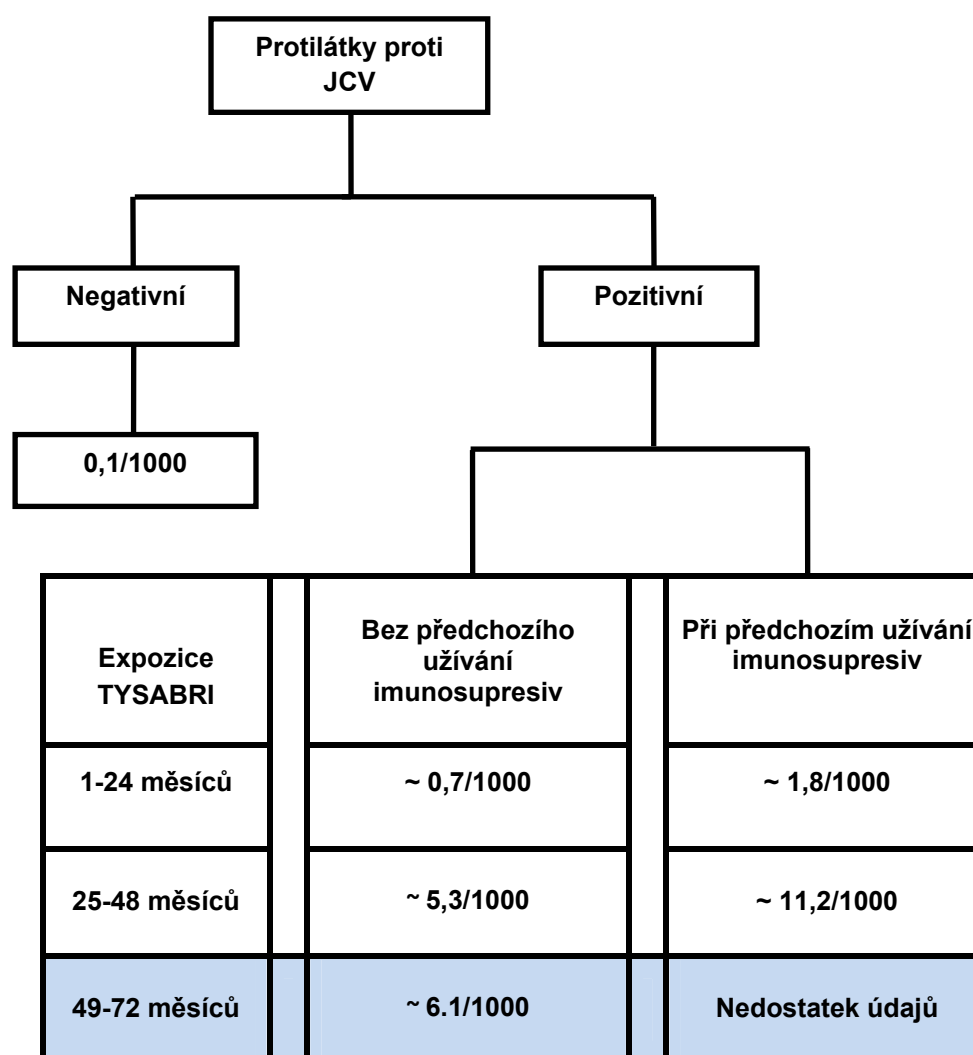 Protilátky proti
JCV
Negativní
Pozitivní
0,1/1000
Expozice
TYSABRI
Bez předchozího
užívání
imunosupresiv
Při předchozím užívání
imunosupresiv
1-24 měsíců
~ 0,7/1000
~ 1,8/1000
25-48 měsíců
~ 5,3/1000
~ 11,2/1000
49-72 měsíců
~ 6.1/1000
Nedostatek údajů